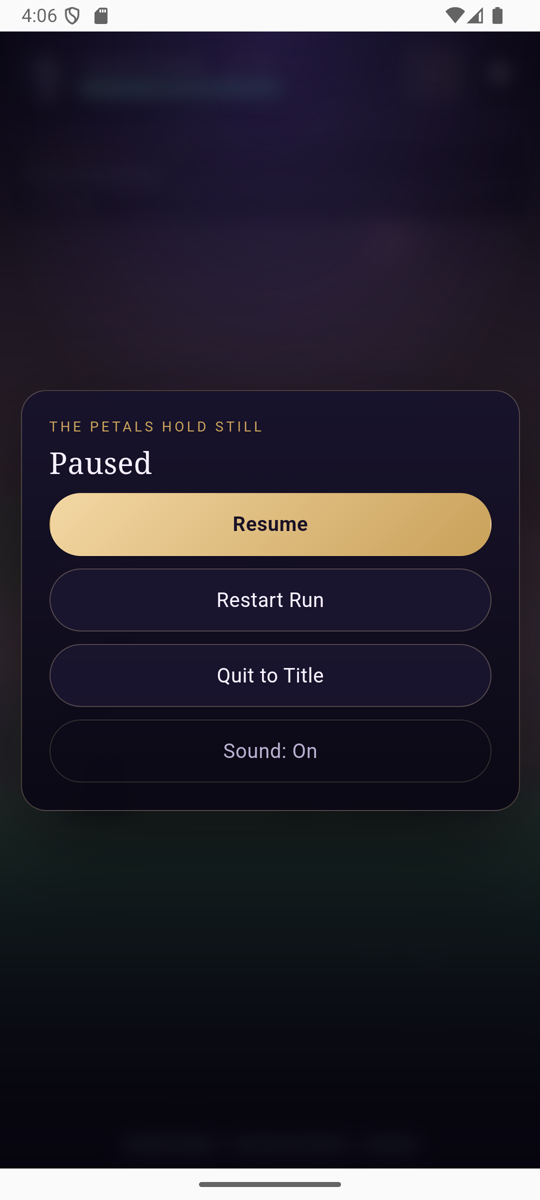 4:06
THE PETALS HOLD STILL
Paused
Resume
Restart Run
Quit to Title
Sound: On